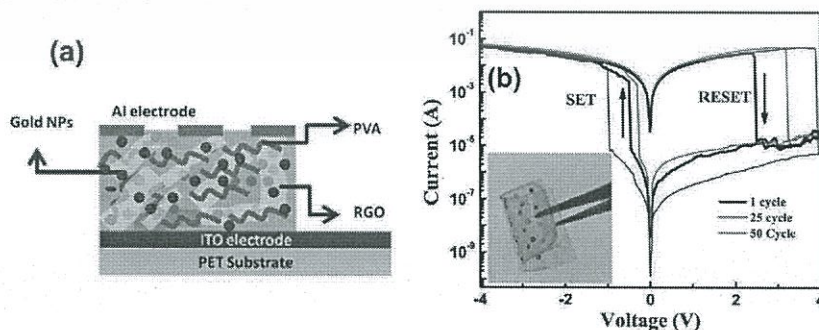 (a)
Al electrode
Gold NPs
PVA
RGO
ITO electrode
PET Substrate
(b)
SET
RESET
1 cycle
25 cycle
50 Cycle
Current (A)
10⁻¹
10⁻³
10⁻⁵
10⁻⁷
10⁻⁹
-4 -2 0 2 4
Voltage (V)